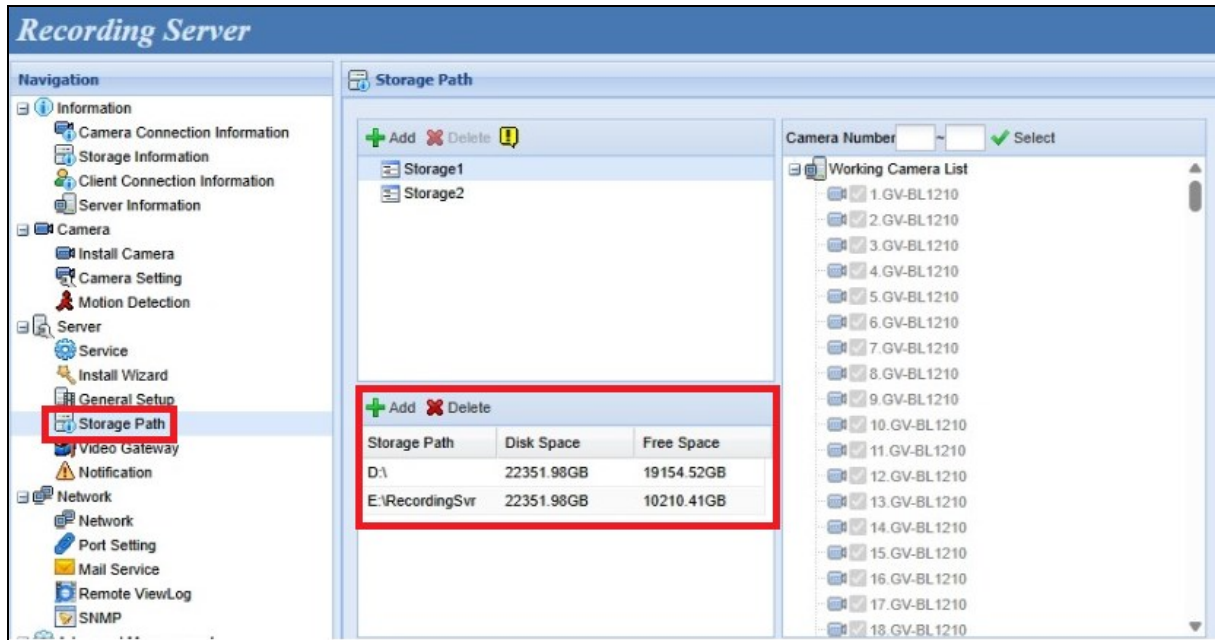 Recording Server
Navigation
Information
Camera Connection Information
Storage Information
Client Connection Information
Server Information
Camera
Install Camera
Camera Setting
Motion Detection
Server
Service
Install Wizard
General Setup
Storage Path
Video Gateway
Notification
Network
Network
Port Setting
Mail Service
Remote ViewLog
SNMP
Storage Path
Add Delete
Storage1
Storage2
Add Delete
Storage Path Disk Space Free Space
D:\ 22351.98GB 19154.52GB
E:\RecordingSvr 22351.98GB 10210.41GB
Camera Number ~ Select
Working Camera List
1.GV-BL1210
2.GV-BL1210
3.GV-BL1210
4.GV-BL1210
5.GV-BL1210
6.GV-BL1210
7.GV-BL1210
8.GV-BL1210
9.GV-BL1210
10.GV-BL1210
11.GV-BL1210
12.GV-BL1210
13.GV-BL1210
14.GV-BL1210
15.GV-BL1210
16.GV-BL1210
17.GV-BL1210
18.GV-BL1210